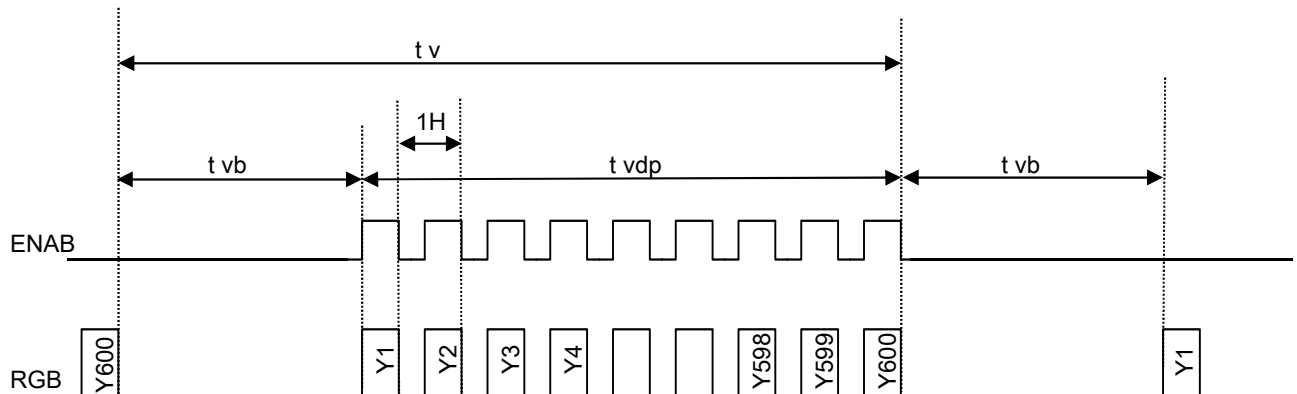 t v
1H
t vb
t vdp
t vb
ENAB
RGB
Y600
Y1
Y2
Y3
Y4
Y598
Y599
Y600
Y1